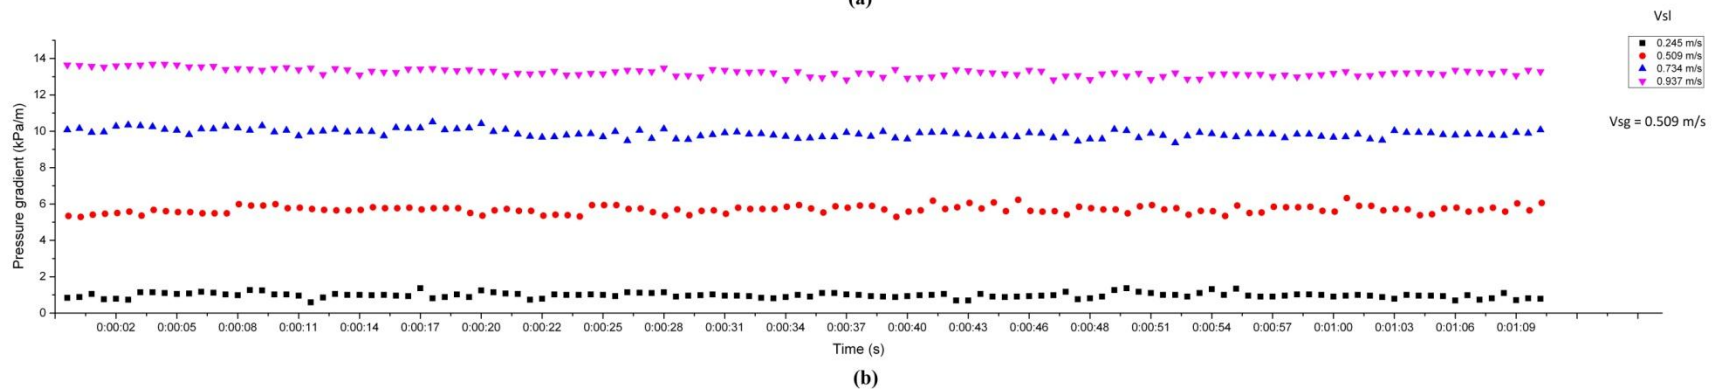 (a)
Vsl
0.245 m/s
0.509 m/s
0.734 m/s
0.937 m/s
Vsg = 0.509 m/s
Pressure gradient (kPa/m)
14
12
10
8
6
4
2
0
0:00:02 0:00:05 0:00:08 0:00:11 0:00:14 0:00:17 0:00:20 0:00:22 0:00:25 0:00:28 0:00:31 0:00:34 0:00:37 0:00:40 0:00:43 0:00:46 0:00:48 0:00:51 0:00:54 0:00:57 0:01:00 0:01:03 0:01:06 0:01:09
Time (s)
(b)